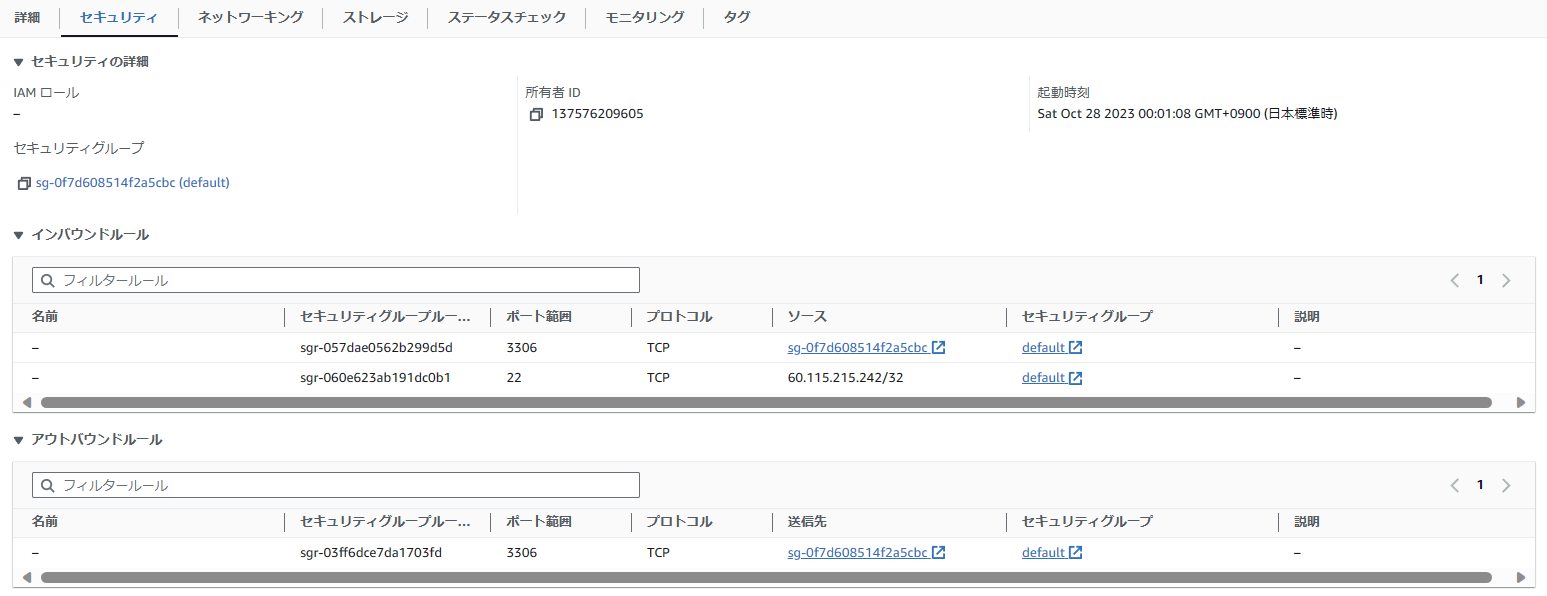 詳細 セキュリティ ネットワーキング ストレージ ステータスチェック モニタリング タグ
▼ セキュリティの詳細
IAM ロール
–
セキュリティグループ
sg-0f7d608514f2a5cbc (default)
所有者 ID
137576209605
起動時刻
Sat Oct 28 2023 00:01:08 GMT+0900 (日本標準時)
▼ インバウンドルール
フィルタールール
1
名前 セキュリティグループルー... ポート範囲 プロトコル ソース セキュリティグループ 説明
– sgr-057dae0562b299d5d 3306 TCP sg-0f7d608514f2a5cbc default –
– sgr-060e623ab191dc0b1 22 TCP 60.115.215.242/32 default –
▼ アウトバウンドルール
フィルタールール
1
名前 セキュリティグループルー... ポート範囲 プロトコル 送信先 セキュリティグループ 説明
– sgr-03ff6dce7da1703fd 3306 TCP sg-0f7d608514f2a5cbc default –